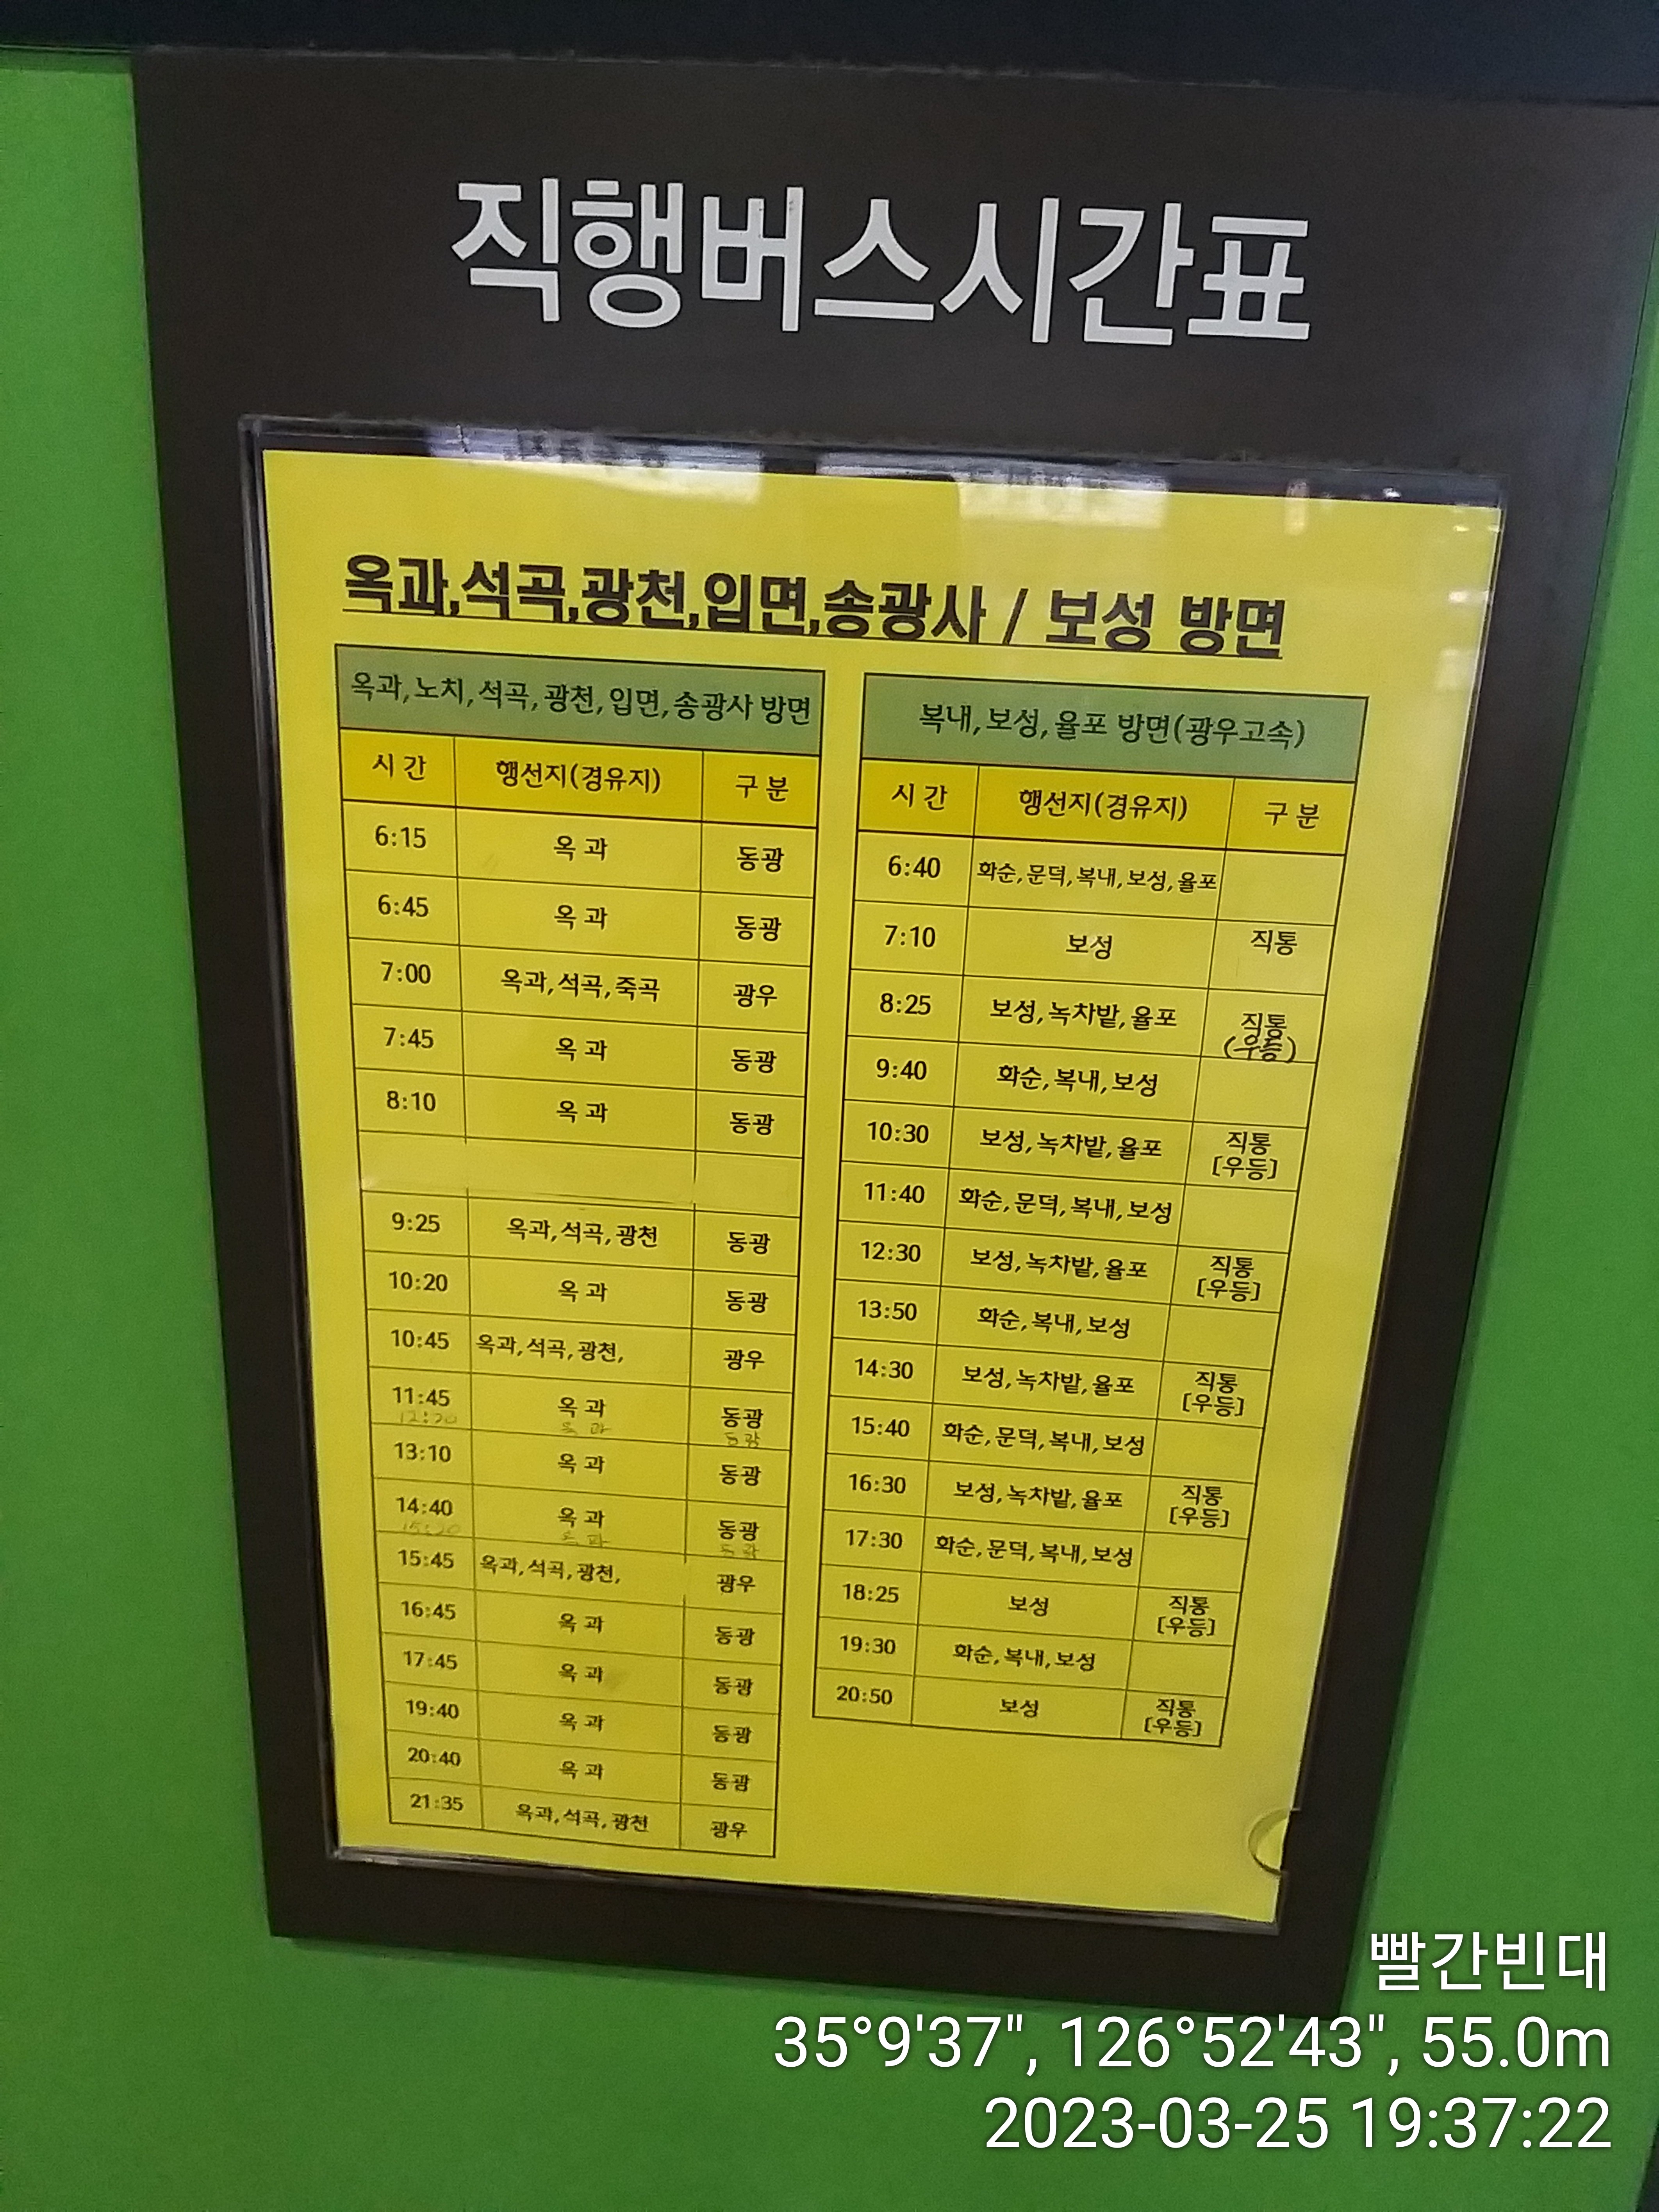 직행버스시간표
옥과,석곡,광천,입면,송광사 / 보성 방면
옥과,노치,석곡,광천,입면,송광사 방면
시 간 행선지(경유지) 구 분
6:15 옥 과 동광
6:45 옥 과 동광
7:00 옥과,석곡,죽곡 광우
7:45 옥 과 동광
8:10 옥 과 동광
9:25 옥과,석곡,광천 동광
10:20 옥 과 동광
10:45 옥과,석곡,광천, 광우
11:45 옥 과 동광
12:20 옥 과 동광
13:10 옥 과 동광
14:40 옥 과 동광
15:20 옥 과 동광
15:45 옥과,석곡,광천, 광우
16:45 옥 과 동광
17:45 옥 과 동광
19:40 옥 과 동광
20:40 옥 과 동광
21:35 옥과,석곡,광천 광우
복내,보성,율포 방면(광우고속)
시 간 행선지(경유지) 구 분
6:40 화순,문덕,복내,보성,율포
7:10 보성 직통
8:25 보성,녹차밭,율포 직통
(우등)
9:40 화순,복내,보성
10:30 보성,녹차밭,율포 직통
[우등]
11:40 화순,문덕,복내,보성
12:30 보성,녹차밭,율포 직통
[우등]
13:50 화순,복내,보성
14:30 보성,녹차밭,율포 직통
[우등]
15:40 화순,문덕,복내,보성
16:30 보성,녹차밭,율포 직통
[우등]
17:30 화순,문덕,복내,보성
18:25 보성 직통
[우등]
19:30 화순,복내,보성
20:50 보성 직통
[우등]
빨간빈대
35°9'37", 126°52'43", 55.0m
2023-03-25 19:37:22